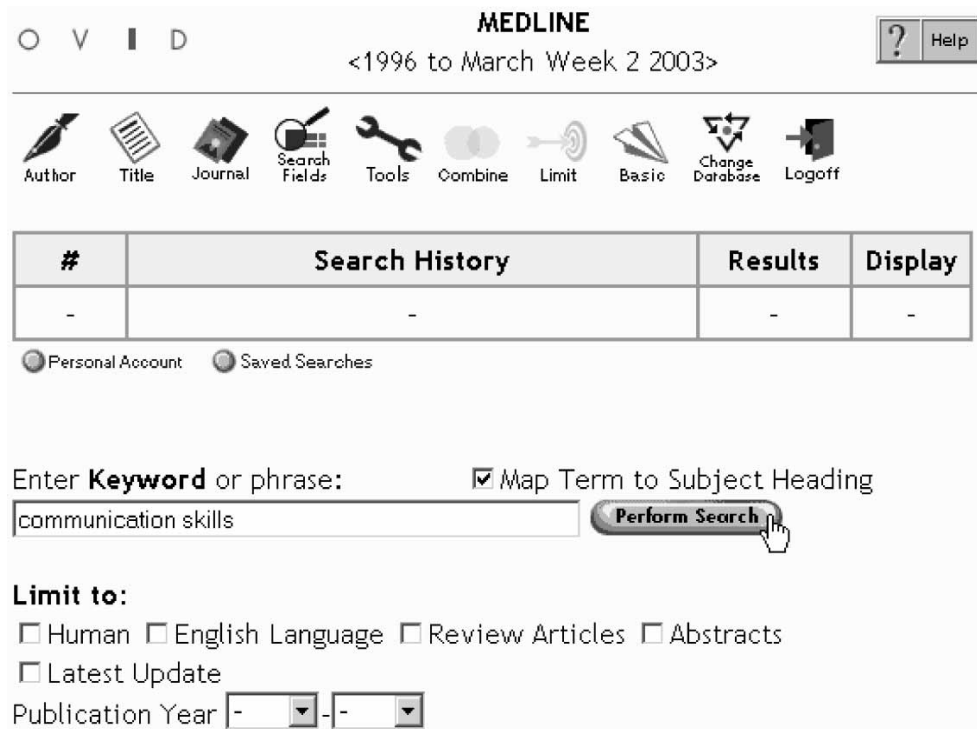 O V I D
MEDLINE
<1996 to March Week 2 2003>
? Help
Author Title Journal Search Fields Tools Combine Limit Basic Change Database Logoff
# Search History Results Display
- - - -
Personal Account Saved Searches
Enter Keyword or phrase: Map Term to Subject Heading
communication skills Perform Search
Limit to:
Human English Language Review Articles Abstracts
Latest Update
Publication Year - - -